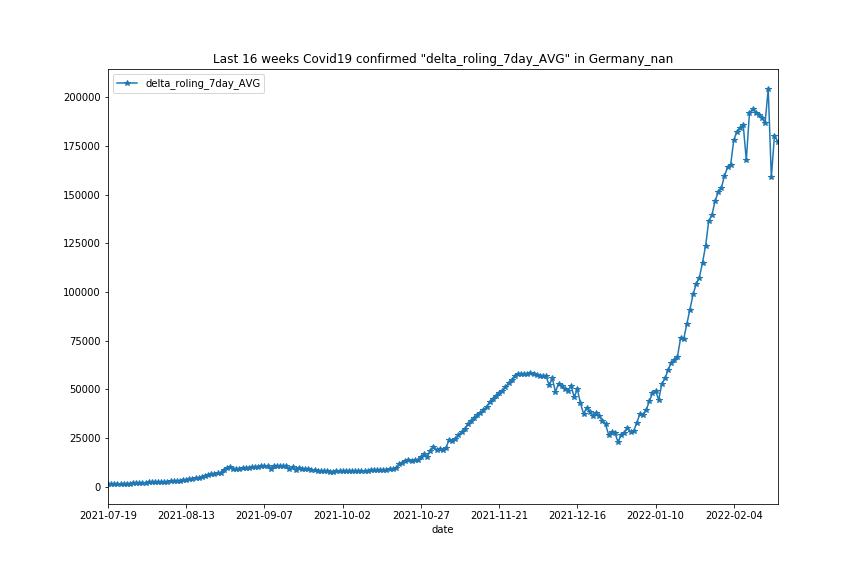 Last 16 weeks Covid19 confirmed "delta_roling_7day_AVG" in Germany_nan
delta_roling_7day_AVG
200000
175000
150000
125000
100000
75000
50000
25000
0
2021-07-19 2021-08-13 2021-09-07 2021-10-02 2021-10-27 2021-11-21 2021-12-16 2022-01-10 2022-02-04
date